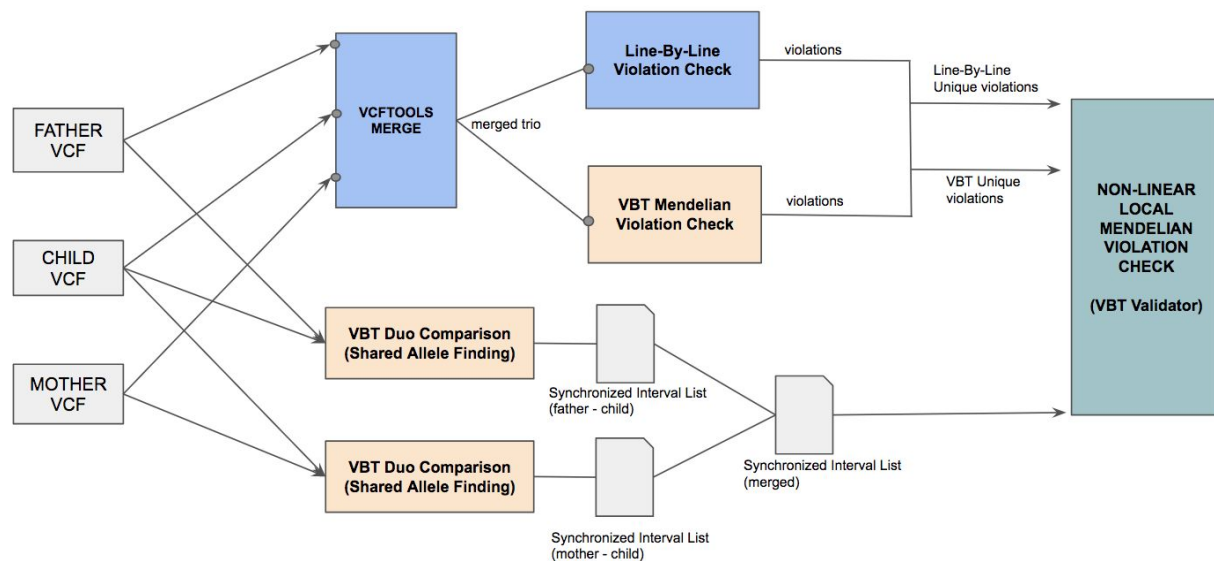 FATHER
VCF
CHILD
VCF
MOTHER
VCF
VCFTOOLS
MERGE
merged trio
Line-By-Line
Violation Check
violations
VBT Mendelian
Violation Check
violations
Line-By-Line
Unique violations
VBT Unique
violations
NON-LINEAR
LOCAL
MENDELIAN
VIOLATION
CHECK
(VBT Validator)
VBT Duo Comparison
(Shared Allele Finding)
Synchronized Interval List
(father - child)
VBT Duo Comparison
(Shared Allele Finding)
Synchronized Interval List
(mother - child)
Synchronized Interval List
(merged)